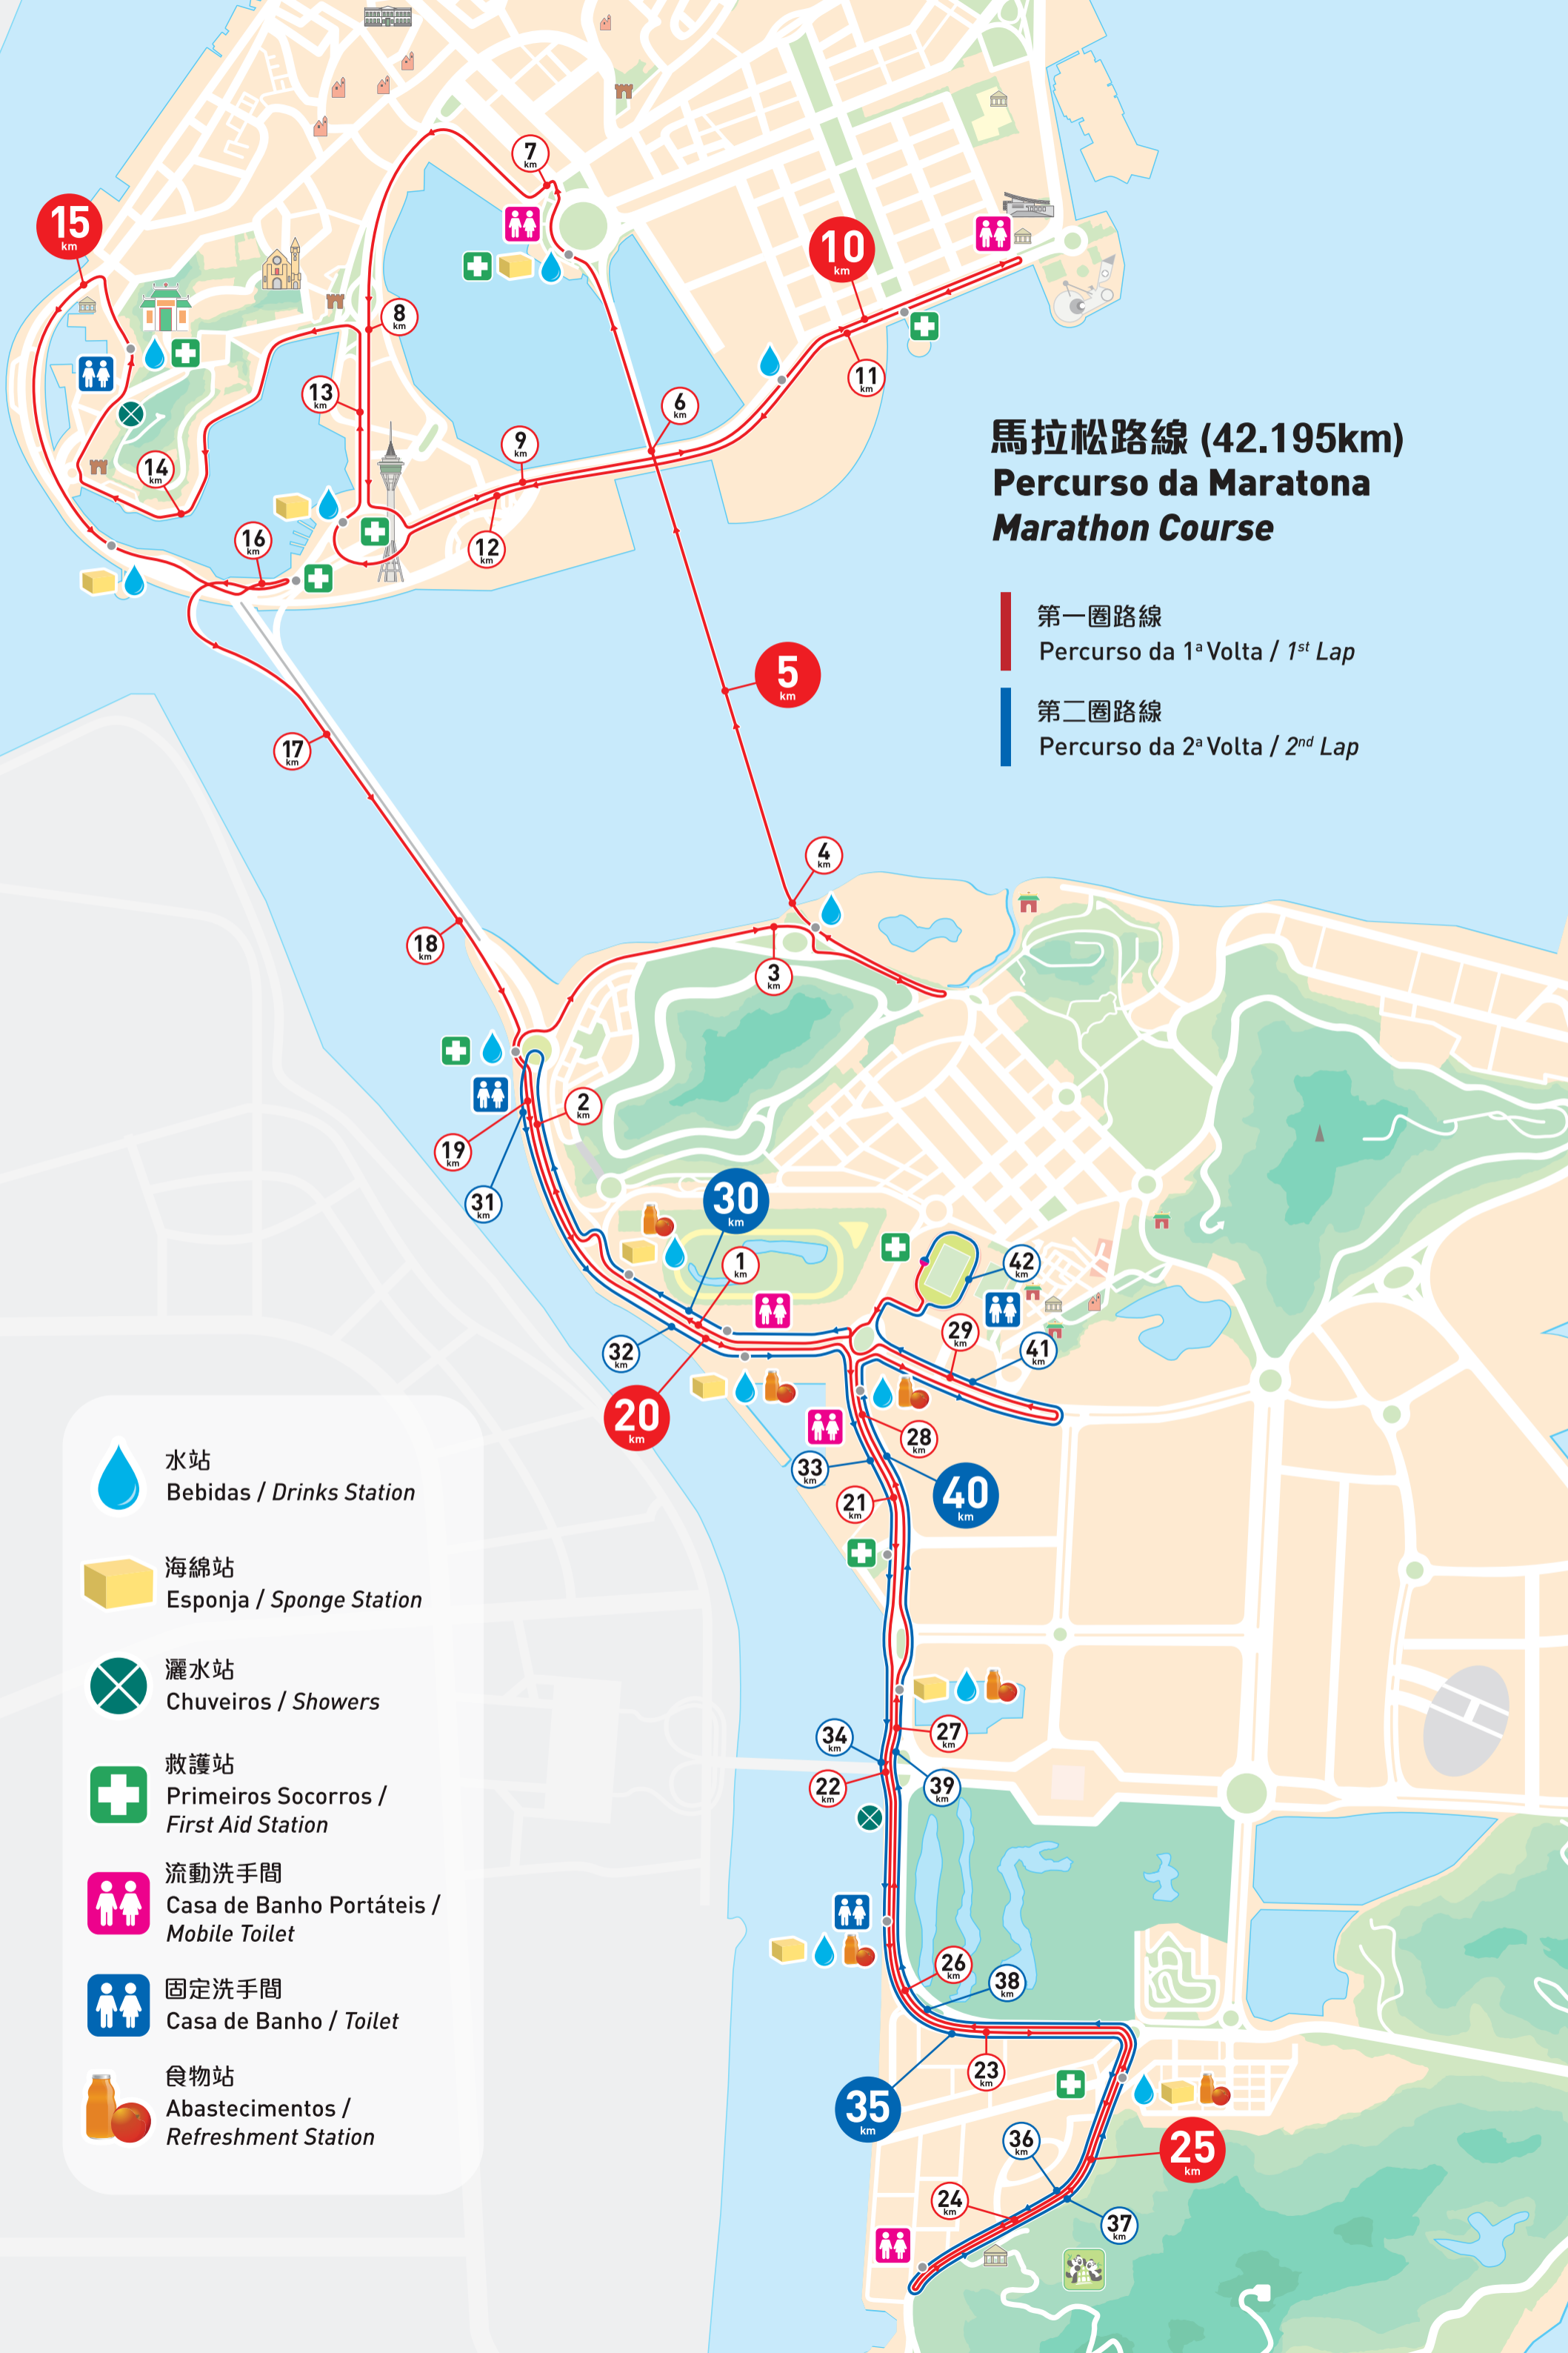 馬拉松路線 (42.195km)
Percurso da Maratona
Marathon Course
第一圈路線
Percurso da 1ª Volta / 1st Lap
第二圈路線
Percurso da 2ª Volta / 2nd Lap
7 km
15 km
10 km
8 km
11 km
13 km
6 km
9 km
14 km
16 km
12 km
5 km
17 km
4 km
18 km
3 km
2 km
19 km
31 km
30 km
1 km
42 km
29 km
41 km
32 km
20 km
28 km
33 km
40 km
21 km
27 km
34 km
22 km
39 km
26 km
38 km
23 km
35 km
36 km
25 km
24 km
37 km
水站
Bebidas / Drinks Station
海綿站
Esponja / Sponge Station
灑水站
Chuveiros / Showers
救護站
Primeiros Socorros /
First Aid Station
流動洗手間
Casa de Banho Portáteis /
Mobile Toilet
固定洗手間
Casa de Banho / Toilet
食物站
Abastecimentos /
Refreshment Station